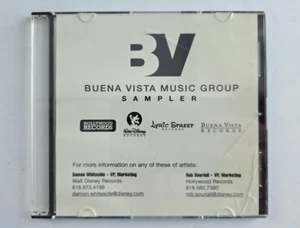 BV
BUENA VISTA MUSIC GROUP
SAMPLER
HOLLYWOOD RECORDS
Walt Disney RECORDS
Lyric Street RECORDS
BUENA VISTA RECORDS
For more information on any of these artists:
Damon Whiteside – VP, Marketing
Walt Disney Records
818.973.4188
damon.whiteside@disney.com
Rob Souriall – VP, Marketing
Hollywood Records
818.560.7380
rob.souriall@disney.com